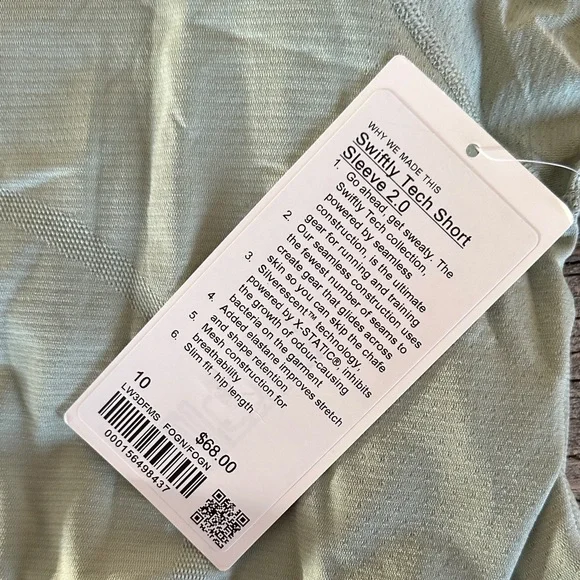 WHY WE MADE THIS
Swiftly Tech Short
Sleeve 2.0
1. Go ahead, get sweaty. The
Swiftly Tech collection,
powered by seamless
construction, is the ultimate
gear for running and training
2. Our seamless construction uses
the fewest number of seams to
create gear that glides across
skin so you can skip the chafe
3. Silverescent™ technology,
powered by X-STATIC®, inhibits
the growth of odour-causing
bacteria on the garment
4. Added elastane improves stretch
and shape retention
5. Mesh construction for
breathability
6. Slim fit, hip length
10
LW3DFMS FOGN/FOGN
000156498437
$68.00